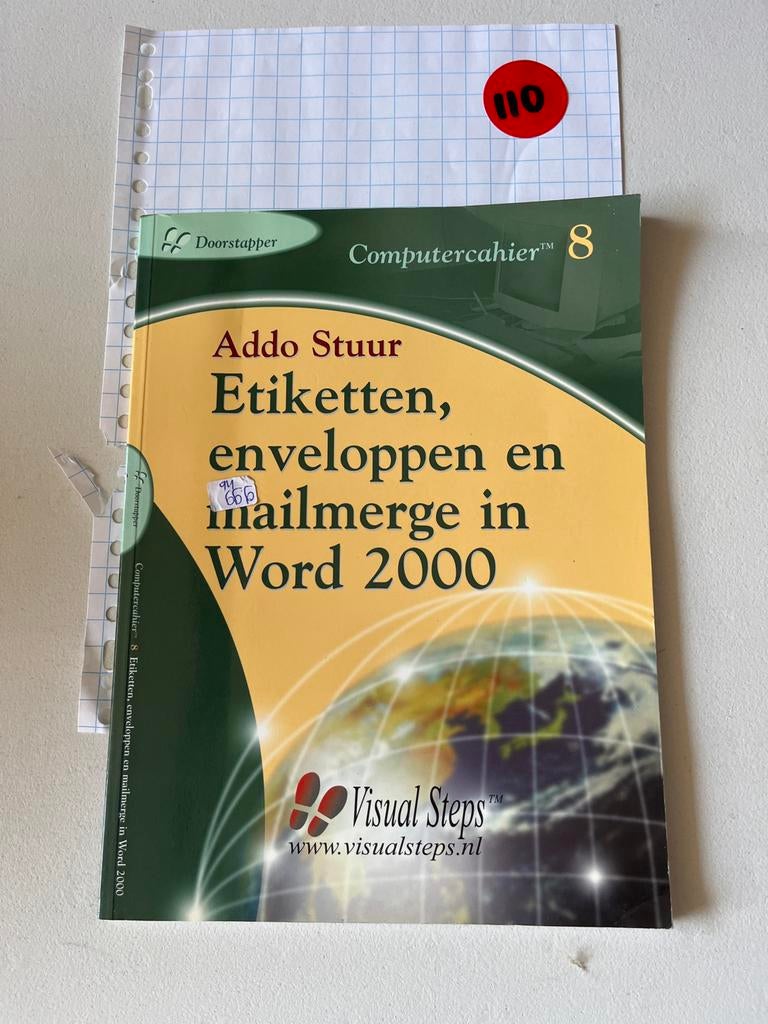 110
Doorstapper
Computercahier™ 8
Addo Stuur
Etiketten,
enveloppen en
mailmerge in
Word 2000
Visual Steps™
www.visualsteps.nl
Doorstapper
Computercahier™ 8 Etiketten, enveloppen en mailmerge in Word 2000